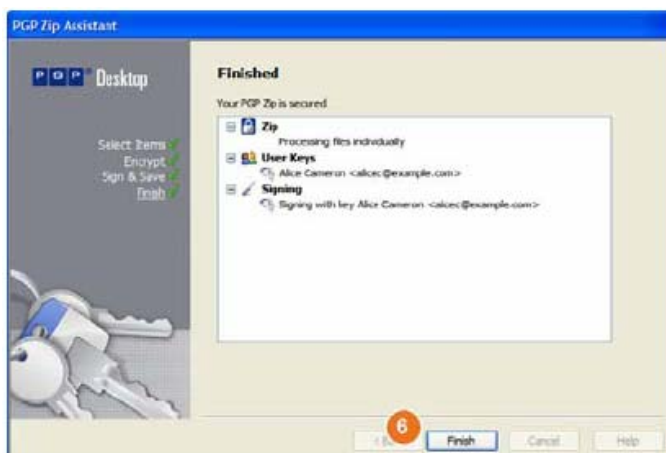 PGP Zip Assistant
PGP Desktop
Select Items
Encrypt
Sign & Save
Finish
Finished
Your PGP Zip is secured
Zip
Processing files individually
User Keys
Alice Cameron <alicec@example.com>
Signing
Signing with key Alice Cameron <alicec@example.com>
6
Finish
Cancel
Help